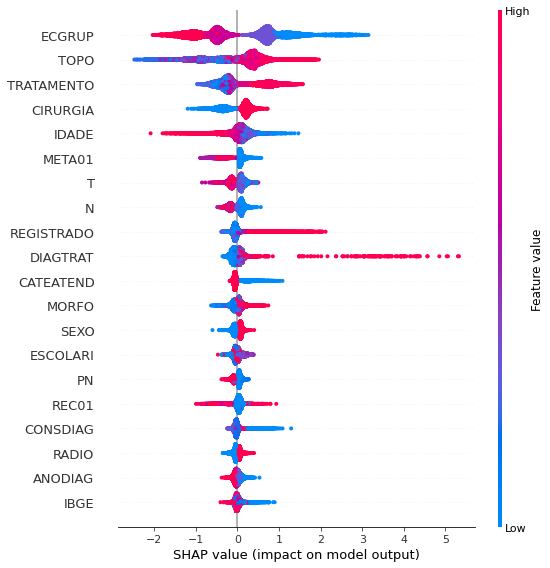 High
ECGRUP
TOPO
TRATAMENTO
CIRURGIA
IDADE
META01
T
N
REGISTRADO
DIAGTRAT
CATEATEND
MORFO
SEXO
ESCOLARI
PN
REC01
CONSDIAG
RADIO
ANODIAG
IBGE
Feature value
Low
−2 −1 0 1 2 3 4 5
SHAP value (impact on model output)